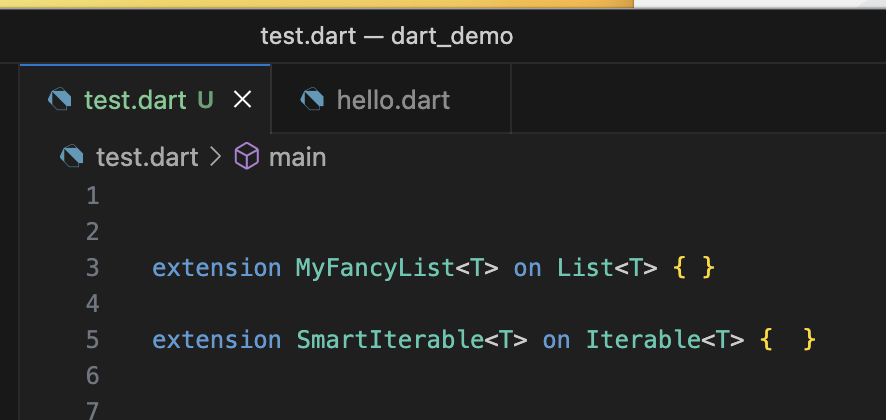 test.dart — dart_demo
test.dart U hello.dart
test.dart > main
1
2
3 extension MyFancyList<T> on List<T> { }
4
5 extension SmartIterable<T> on Iterable<T> {  }
6
7